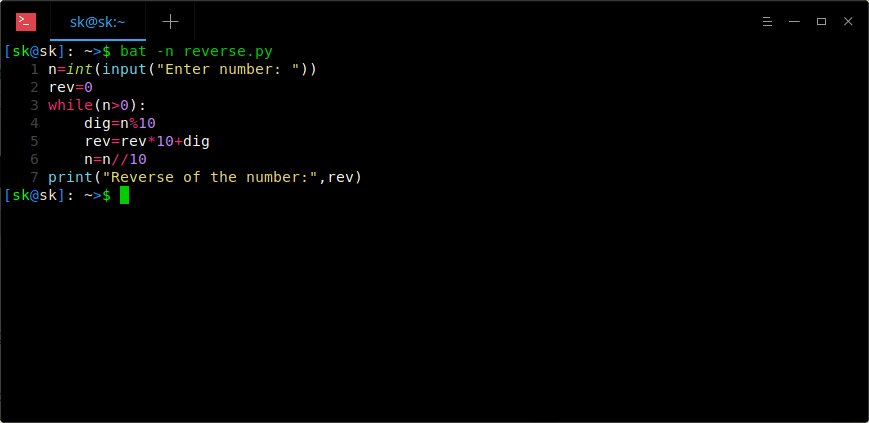 sk@sk:~
[sk@sk]: ~>$ bat -n reverse.py
1 n=int(input("Enter number: "))
2 rev=0
3 while(n>0):
4     dig=n%10
5     rev=rev*10+dig
6     n=n//10
7 print("Reverse of the number:",rev)
[sk@sk]: ~>$